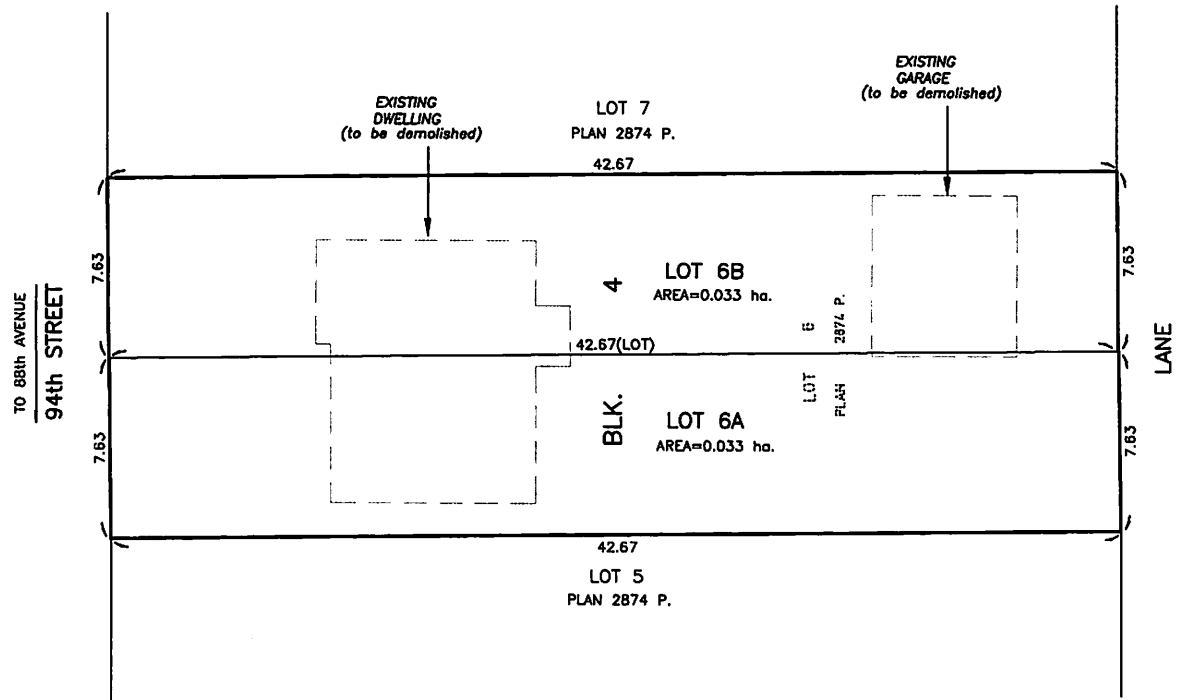 EXISTING
DWELLING
(to be demolished)
LOT 7
PLAN 2874 P.
EXISTING
GARAGE
(to be demolished)
42.67
7.63
7.63
4
LOT 6B
AREA=0.033 ha.
LOT 6
PLAN 2874 P.
42.67(LOT)
TO 88th AVENUE
94th STREET
LANE
BLK.
LOT 6A
AREA=0.033 ha.
7.63
7.63
42.67
LOT 5
PLAN 2874 P.